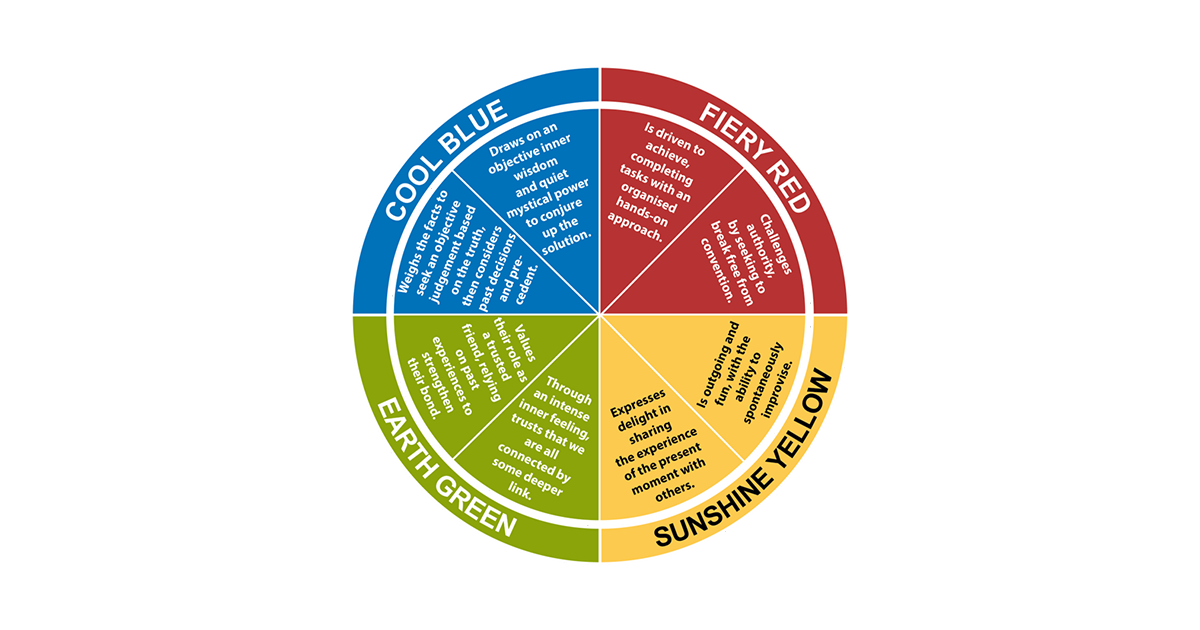 COOL BLUE
Draws on an
objective inner
wisdom
and quiet
mystical power
to conjure
up the
solution.
Weighs the facts to
seek an objective
judgement based
on the truth,
then considers
past decisions
and pre-
cedent.
FIERY RED
Is driven to
achieve,
completing
tasks with an
organised
hands-on
approach.
Challenges
authority,
by seeking to
break free from
convention.
SUNSHINE YELLOW
Is outgoing and
fun, with the
ability to
spontaneously
improvise.
Expresses
delight in
sharing
the experience
of the present
moment with
others.
EARTH GREEN
Through
an intense
inner feeling,
trusts that we
are all
connected by
some deeper
link.
Values
their role as
a trusted
friend, relying
on past
experiences to
strengthen
their bond.